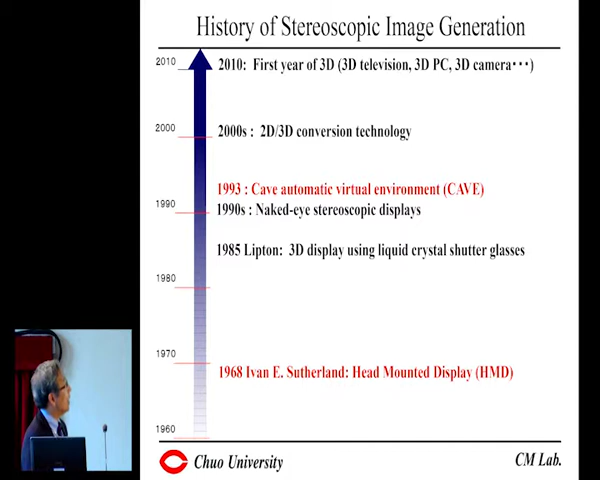 History of Stereoscopic Image Generation
2010
2010: First year of 3D (3D television, 3D PC, 3D camera･･･)
2000
2000s : 2D/3D conversion technology
1993 : Cave automatic virtual environment (CAVE)
1990
1990s : Naked-eye stereoscopic displays
1985 Lipton: 3D display using liquid crystal shutter glasses
1980
1970
1968 Ivan E. Sutherland: Head Mounted Display (HMD)
1960
Chuo University
CM Lab.